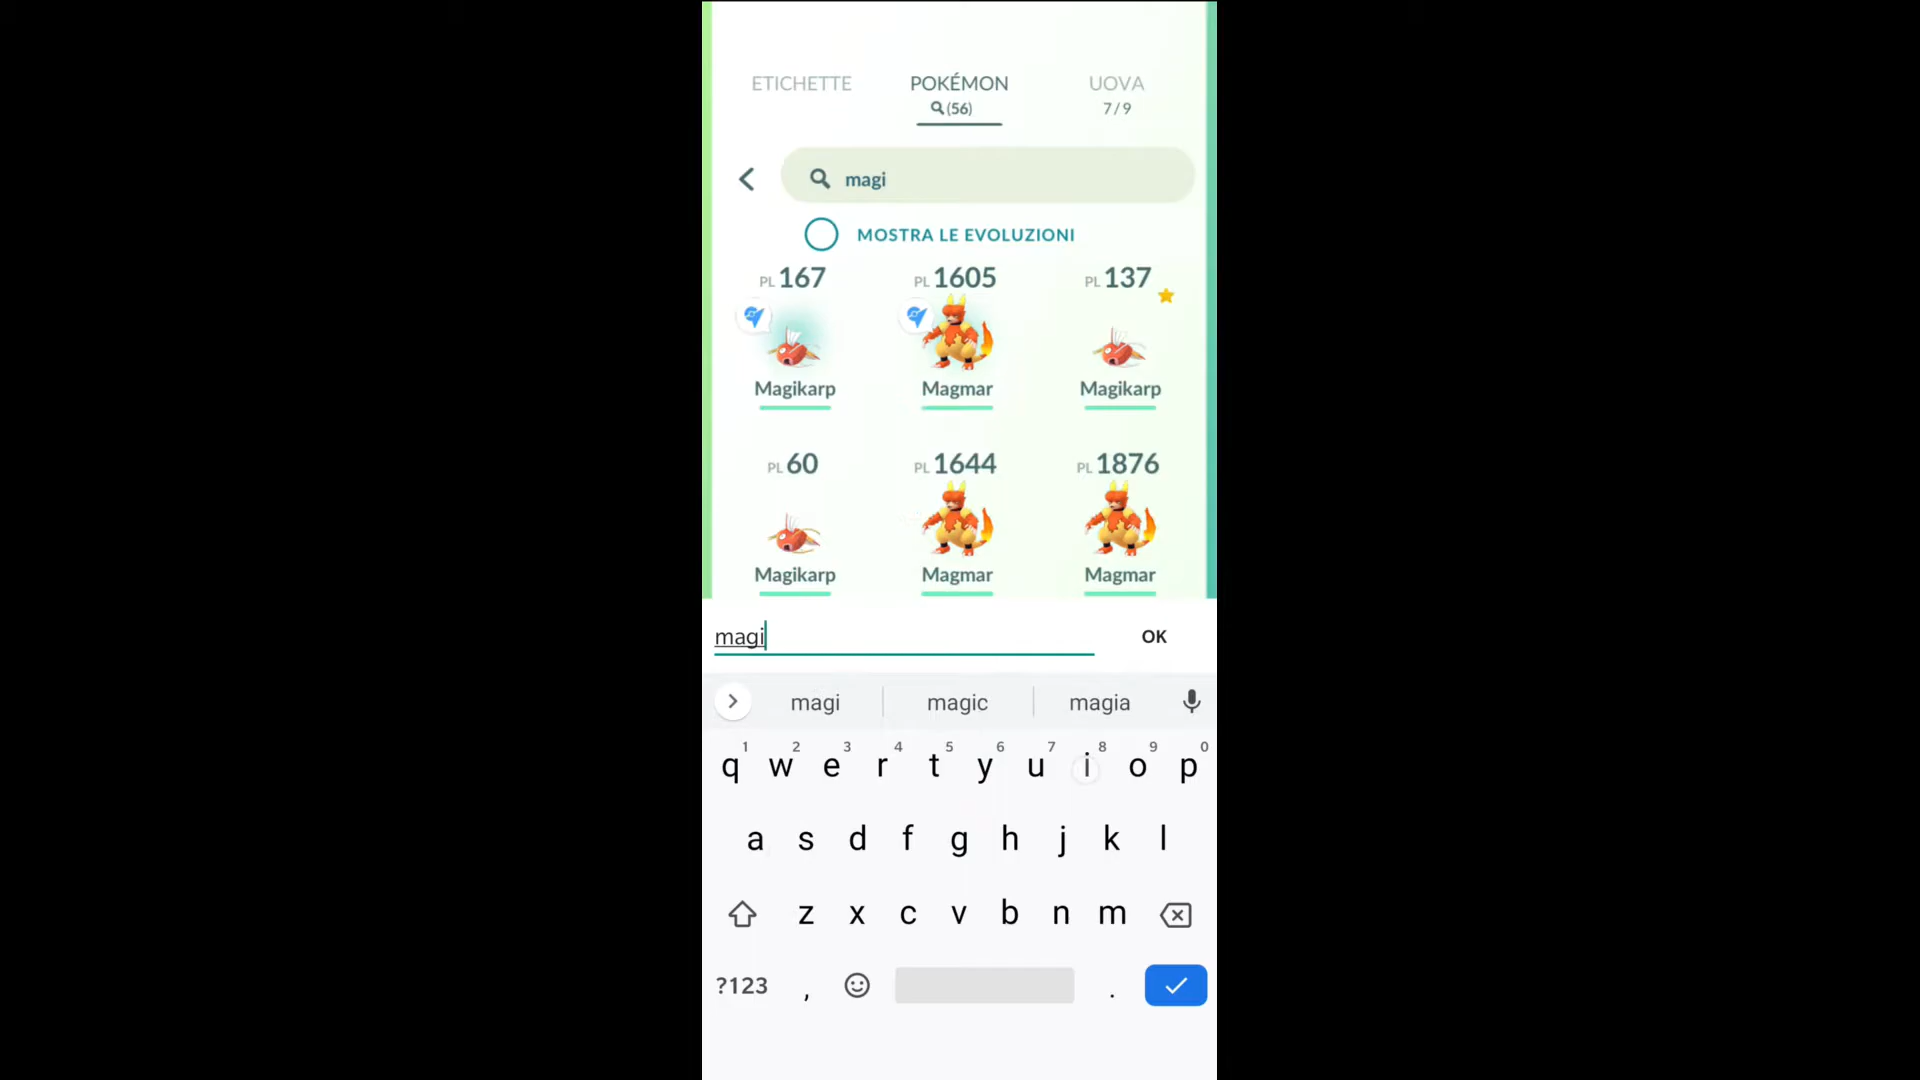 ETICHETTE POKÉMON UOVA
(56) 7/9
magi
MOSTRA LE EVOLUZIONI
PL 167 PL 1605 PL 137
Magikarp Magmar Magikarp
PL 60 PL 1644 PL 1876
Magikarp Magmar Magmar
magi OK
magi magic magia
1 2 3 4 5 6 7 8 9 0
q w e r t y u i o p
a s d f g h j k l
z x c v b n m
?123 , .